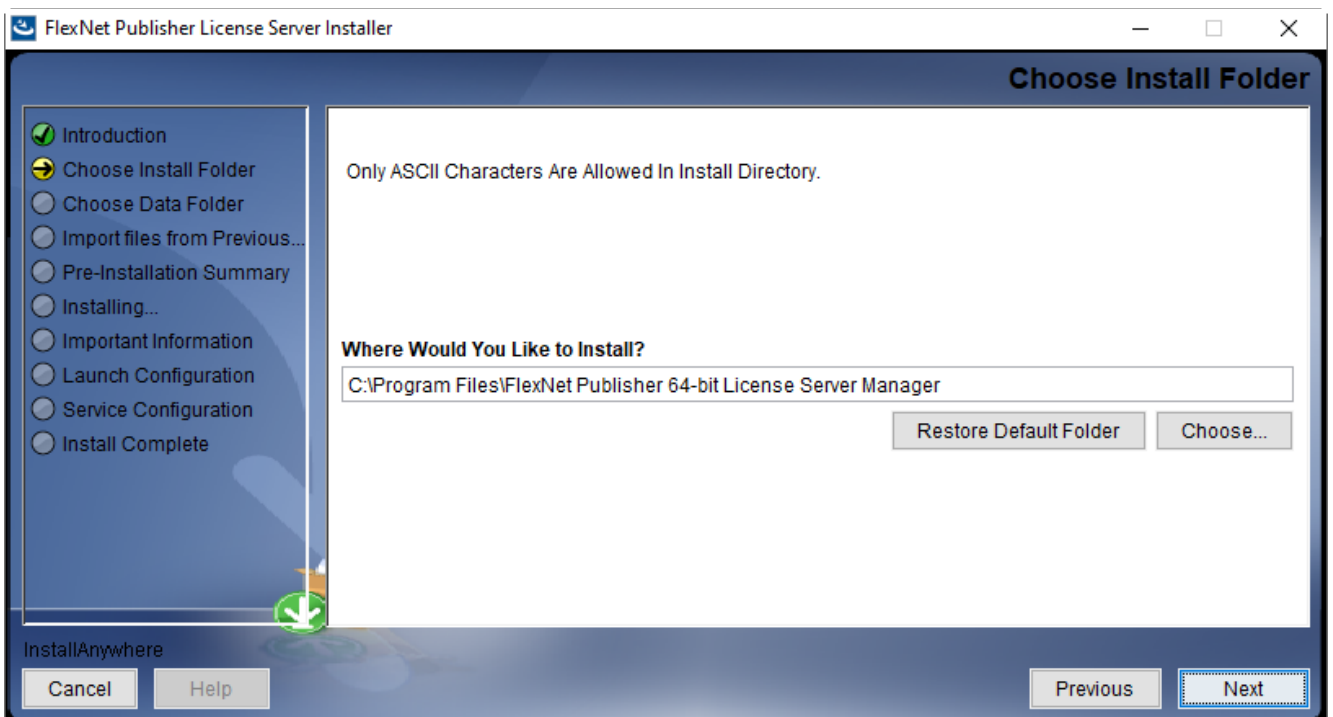 FlexNet Publisher License Server Installer
Choose Install Folder
Introduction
Choose Install Folder
Choose Data Folder
Import files from Previous...
Pre-Installation Summary
Installing...
Important Information
Launch Configuration
Service Configuration
Install Complete
Only ASCII Characters Are Allowed In Install Directory.
Where Would You Like to Install?
C:\Program Files\FlexNet Publisher 64-bit License Server Manager
Restore Default Folder Choose...
InstallAnywhere
Cancel Help Previous Next